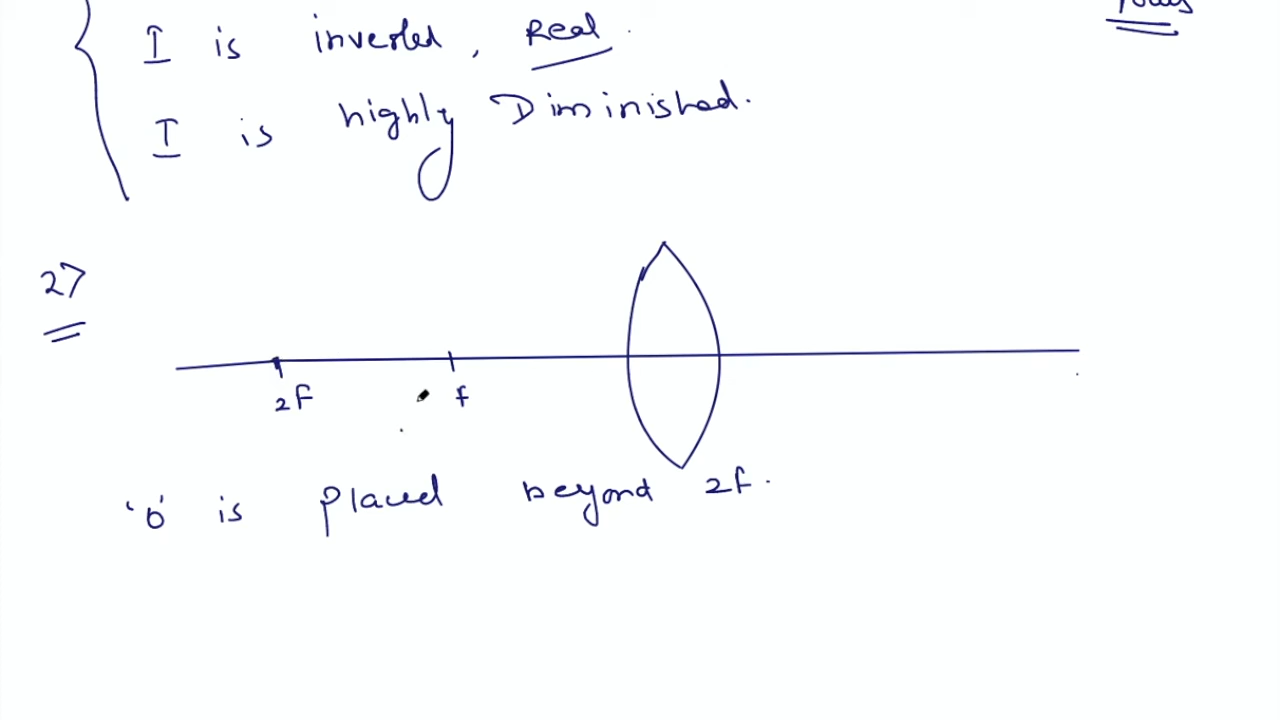 I is inverted, Real.
I is highly Diminished.
27
2F F
'O' is placed beyond 2F.